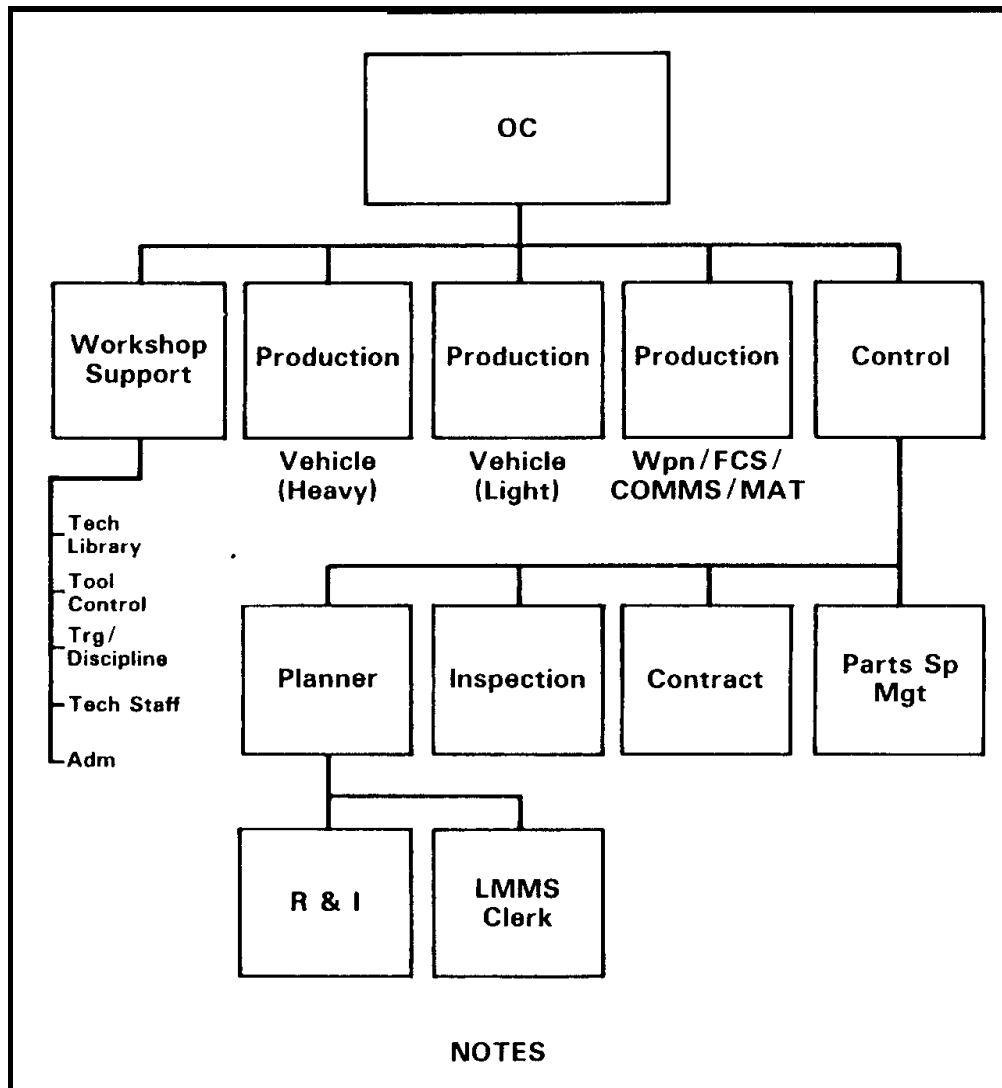 OC
Workshop
Support
Production
Production
Production
Control
Vehicle
(Heavy)
Vehicle
(Light)
Wpn/FCS/
COMMS/MAT
Tech
Library
Tool
Control
Trg/
Discipline
Tech Staff
Adm
Planner
Inspection
Contract
Parts Sp
Mgt
R & I
LMMS
Clerk
NOTES